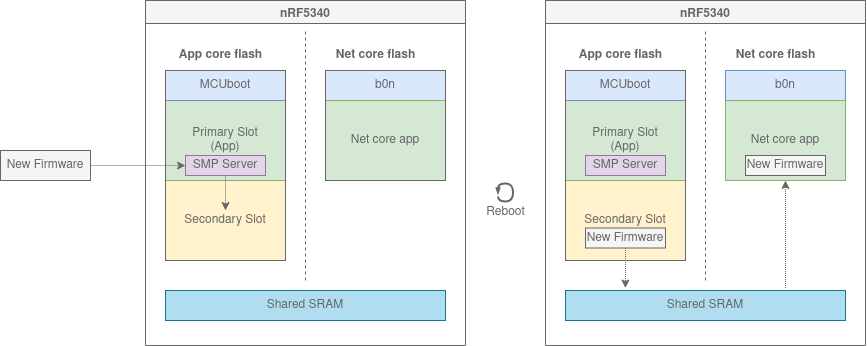 nRF5340
App core flash
Net core flash
MCUboot
b0n
Primary Slot
(App)
Net core app
New Firmware
SMP Server
Secondary Slot
Shared SRAM
Reboot
nRF5340
App core flash
Net core flash
MCUboot
b0n
Primary Slot
(App)
Net core app
SMP Server
New Firmware
Secondary Slot
New Firmware
Shared SRAM